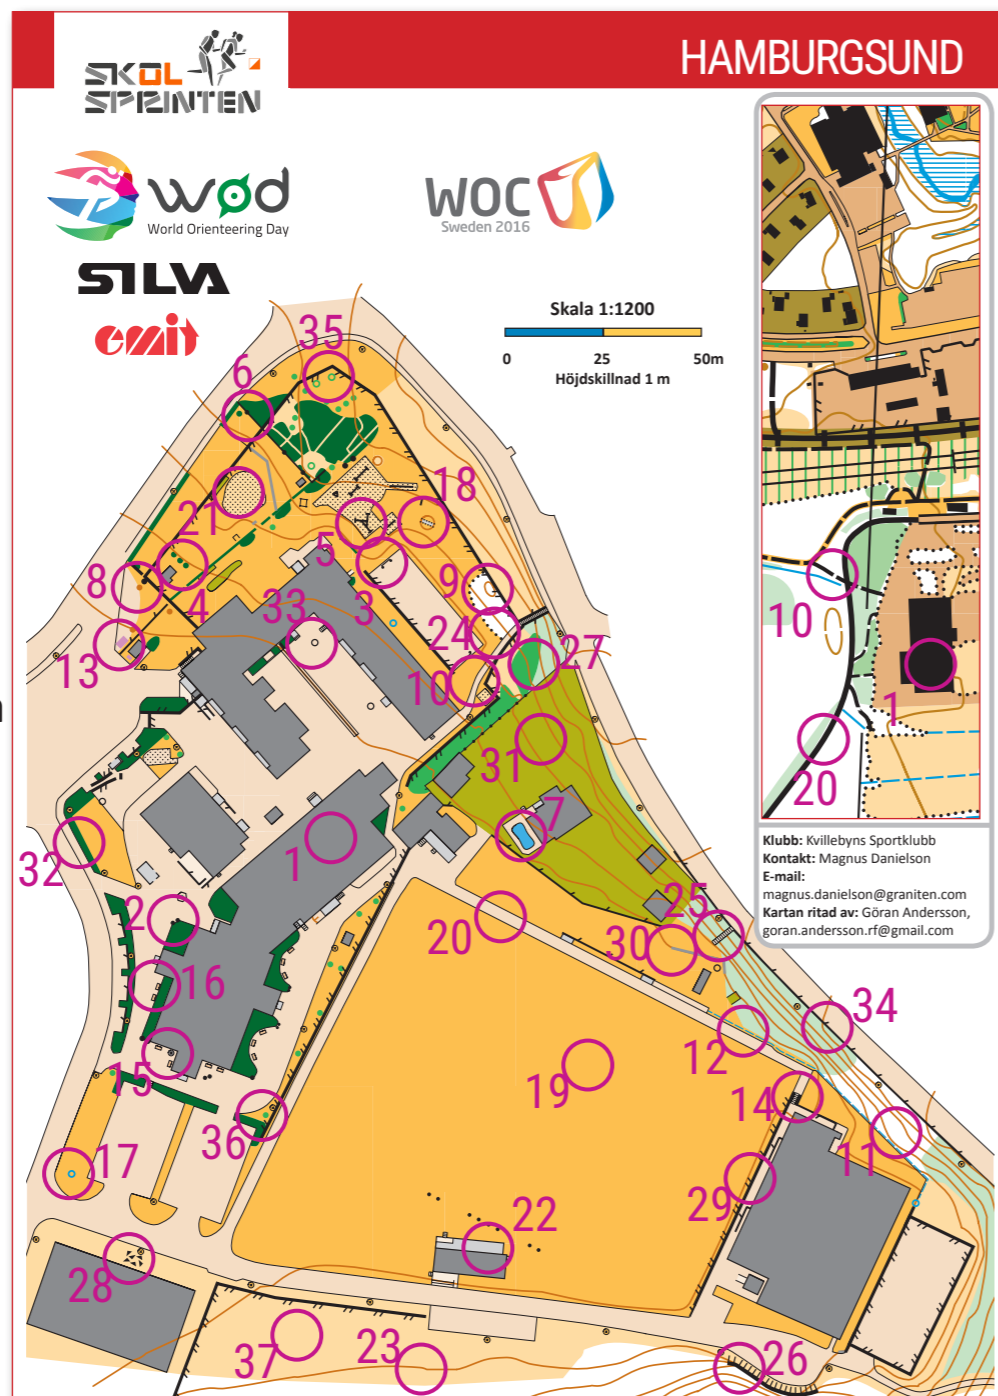 HAMBURGSUND
SKOL
SPRINTEN
wod
World Orienteering Day
WOC
Sweden 2016
SILVA
emit
Skala 1:1200
0 25 50m
Höjdskillnad 1 m
35
6
18
21
5
8
4
33
3
9
24
13
10
27
31
7
1
32
2
20
25
30
16
34
12
15
19
14
36
11
17
29
22
28
37
23
26
10
1
20
Klubb: Kvillebyns Sportklubb
Kontakt: Magnus Danielson
E-mail:
magnus.danielson@graniten.com
Kartan ritad av: Göran Andersson,
goran.andersson.rf@gmail.com